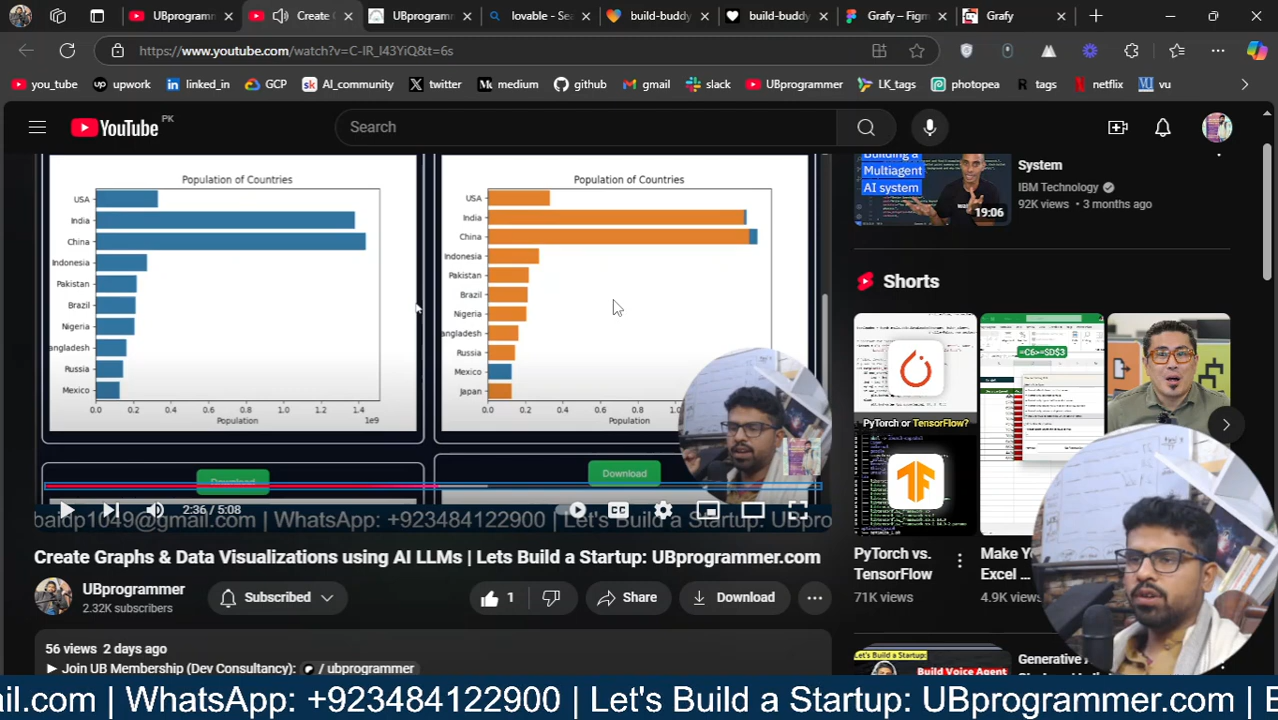 UBprogramm
Create G
UBprogramm
lovable - Sea
build-buddy
build-buddy
Grafy – Figm
Grafy
https://www.youtube.com/watch?v=C-IR_l43YiQ&t=6s
you_tube
upwork
linked_in
GCP
AI_community
twitter
medium
github
gmail
slack
UBprogrammer
LK_tags
photopea
tags
netflix
vu
YouTube PK
Search
Building a
Multiagent
AI system
19:06
System
IBM Technology
92K views • 3 months ago
Population of Countries
USA
India
China
Indonesia
Pakistan
Brazil
Nigeria
angladesh
Russia
Mexico
0.0 0.2 0.4 0.6 0.8 1.0 1.2 1.4
Population
1e9
Population of Countries
USA
India
China
Indonesia
Pakistan
Brazil
Nigeria
angladesh
Russia
Mexico
Japan
0.0 0.2 0.4 0.6 0.8 1.0
Population
Download
Download
2:36 / 5:08
CC
baidp1049@gmail.com | WhatsApp: +923484122900 | Let's Build a Startup: UBpro
Create Graphs & Data Visualizations using AI LLMs | Lets Build a Startup: UBprogrammer.com
UBprogrammer
2.32K subscribers
Subscribed
1
Share
Download
56 views 2 days ago
▶ Join UB Membership (Dev Consultancy): / ubprogrammer
Shorts
PyTorch or TensorFlow?
PyTorch vs.
TensorFlow
71K views
=C6>=$D$3
Make Y
Excel ...
4.9K views
Let's Build a Startup:
Build Voice Agent
Generative A
ail.com | WhatsApp: +923484122900 | Let's Build a Startup: UBprogrammer.com | E